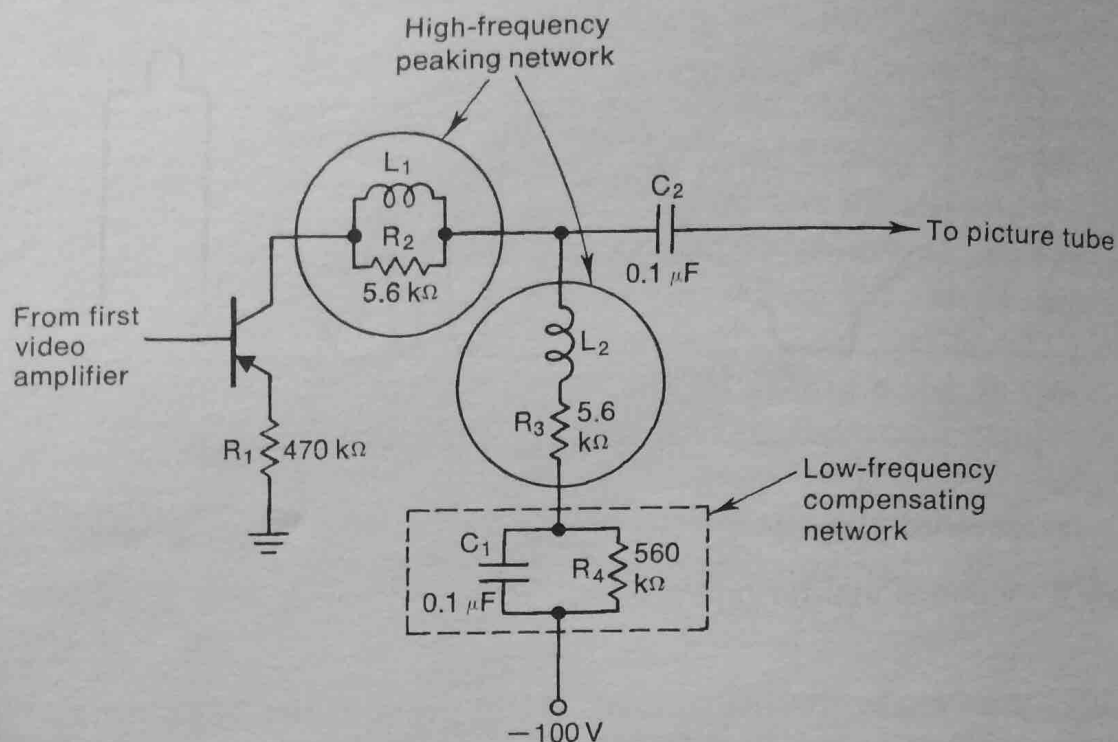 High-frequency
peaking network
L1
R2
5.6 kΩ
C2
0.1 μF
To picture tube
From first
video
amplifier
L2
R3
5.6
kΩ
R1
470 kΩ
Low-frequency
compensating
network
C1
0.1 μF
R4
560
kΩ
−100 V